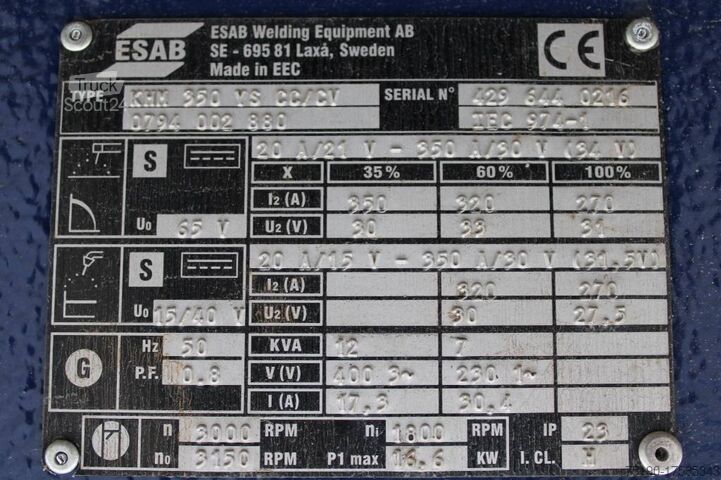 ESAB
ESAB Welding Equipment AB
SE - 695 81 Laxå, Sweden
Made in EEC
CE
Truck
Scout24
TYPE KHM 350 YS CC/CV SERIAL N° 429 644 0216
0794 002 880 IEC 974-1
20 A/21 V - 350 A/30 V (34 V)
S X 35% 60% 100%
I2 (A) 350 320 270
U0 65 V U2 (V) 30 33 31
20 A/15 V - 350 A/30 V (31,5V)
S I2 (A) 320 270
U0 15/40 V U2 (V) 30 27,5
Hz 50 KVA 12 7
G P.F. 0.8 V (V) 400 3~ 230 1~
I (A) 17,3 30,4
n 3000 RPM ni 1800 RPM IP 23
n0 3150 RPM P1 max 16,6 KW I. CL. H